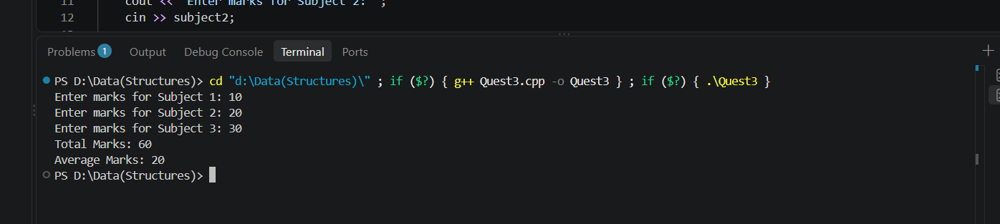 11 cout << "Enter marks for Subject 2: ";
12 cin >> subject2;
Problems 1 Output Debug Console Terminal Ports
PS D:\Data(Structures)> cd "d:\Data(Structures)\" ; if ($?) { g++ Quest3.cpp -o Quest3 } ; if ($?) { .\Quest3 }
Enter marks for Subject 1: 10
Enter marks for Subject 2: 20
Enter marks for Subject 3: 30
Total Marks: 60
Average Marks: 20
PS D:\Data(Structures)>